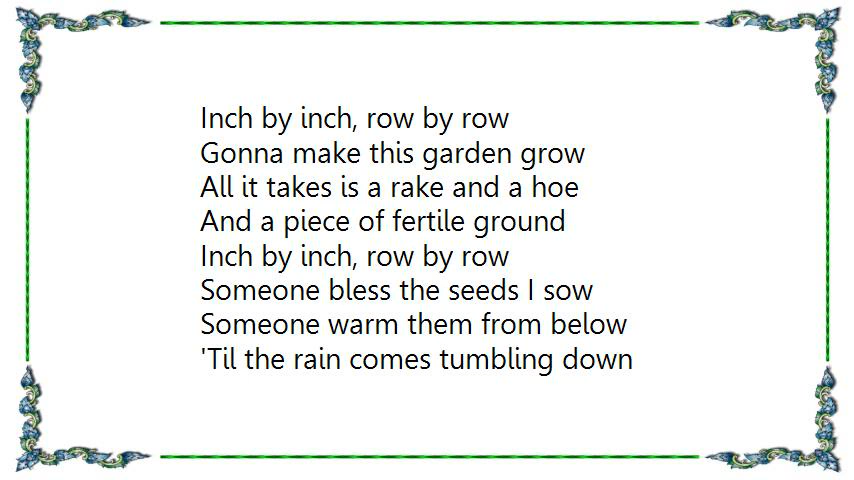 Inch by inch, row by row
Gonna make this garden grow
All it takes is a rake and a hoe
And a piece of fertile ground
Inch by inch, row by row
Someone bless the seeds I sow
Someone warm them from below
'Til the rain comes tumbling down